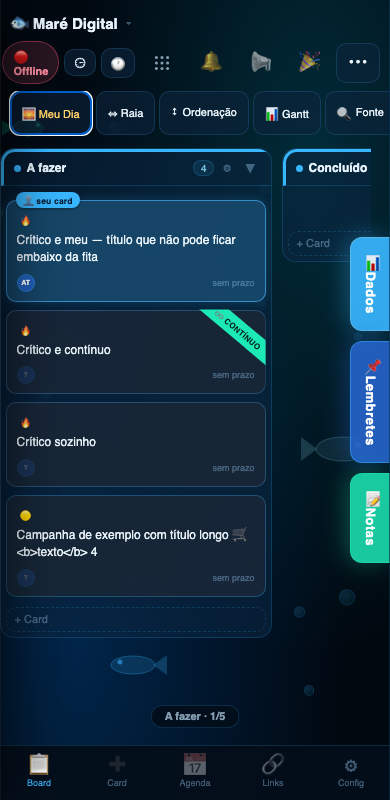 Maré Digital
Offline
Meu Dia
Raia
Ordenação
Gantt
Fonte
A fazer
4
Concluído
seu card
Crítico e meu — título que não pode ficar
embaixo da fita
AT
sem prazo
+ Card
CONTÍNUO
Crítico e contínuo
?
sem prazo
Crítico sozinho
?
sem prazo
Campanha de exemplo com título longo
<b>texto</b> 4
?
sem prazo
+ Card
Dados
Lembretes
Notas
A fazer · 1/5
Board
Card
17
Agenda
Links
Config